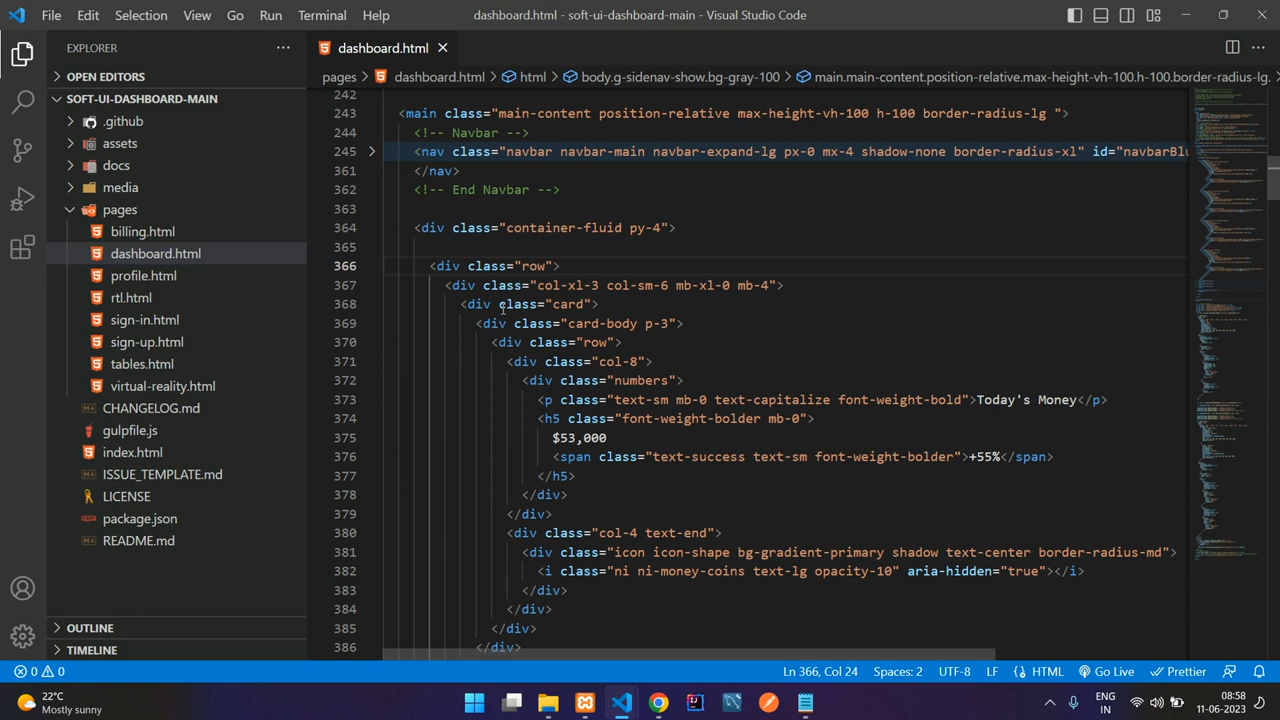 File Edit Selection View Go Run Terminal Help
dashboard.html - soft-ui-dashboard-main - Visual Studio Code
EXPLORER
OPEN EDITORS
SOFT-UI-DASHBOARD-MAIN
.github
assets
docs
media
pages
billing.html
dashboard.html
profile.html
rtl.html
sign-in.html
sign-up.html
tables.html
virtual-reality.html
CHANGELOG.md
gulpfile.js
index.html
ISSUE_TEMPLATE.md
LICENSE
package.json
README.md
OUTLINE
TIMELINE
dashboard.html
pages dashboard.html html body.g-sidenav-show.bg-gray-100 main.main-content.position-relative.max-height-vh-100.h-100.border-radius-lg.
242
243 <main class="main-content position-relative max-height-vh-100 h-100 border-radius-lg ">
244 <!-- Navbar -->
<nav class= navbar-main navbar-expand-l mx-4 shadow-non border-radius-xl" id="navbarBlu
361 </nav>
362 <!-- End Navbar -->
363
364 <div class="container-fluid py-4">
365
366 <div class="row">
367 <div class="col-xl-3 col-sm-6 mb-xl-0 mb-4">
368 <div class="card">
369 <div class="card-body p-3">
370 <div class="row">
371 <div class="col-8">
372 <div class="numbers">
373 <p class="text-sm mb-0 text-capitalize font-weight-bold">Today's Money</p>
374 <h5 class="font-weight-bolder mb-0">
375 $53,000
376 <span class="text-success text-sm font-weight-bolder">+55%</span>
377 </h5>
378 </div>
379 </div>
380 <div class="col-4 text-end">
381 <div class="icon icon-shape bg-gradient-primary shadow text-center border-radius-md">
382 <i class="ni ni-money-coins text-lg opacity-10" aria-hidden="true"></i>
383 </div>
384 </div>
385 </div>
386 </div>
0 0 Ln 366, Col 24 Spaces: 2 UTF-8 LF HTML Go Live Prettier
22°C
Mostly sunny
ENG
IN
08:58
11-06-2023